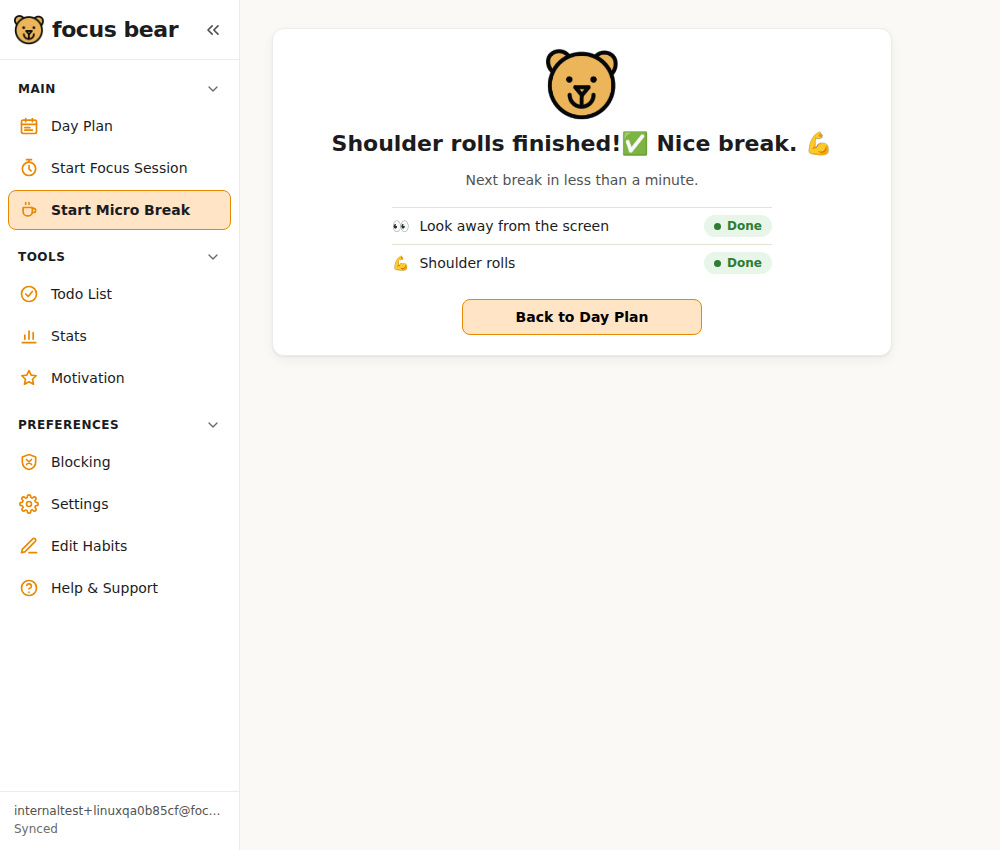 focus bear
MAIN
Day Plan
Start Focus Session
Start Micro Break
TOOLS
Todo List
Stats
Motivation
PREFERENCES
Blocking
Settings
Edit Habits
Help & Support
internaltest+linuxqa0b85cf@foc...
Synced
Shoulder rolls finished!✅ Nice break. 💪
Next break in less than a minute.
👀 Look away from the screen Done
💪 Shoulder rolls Done
Back to Day Plan